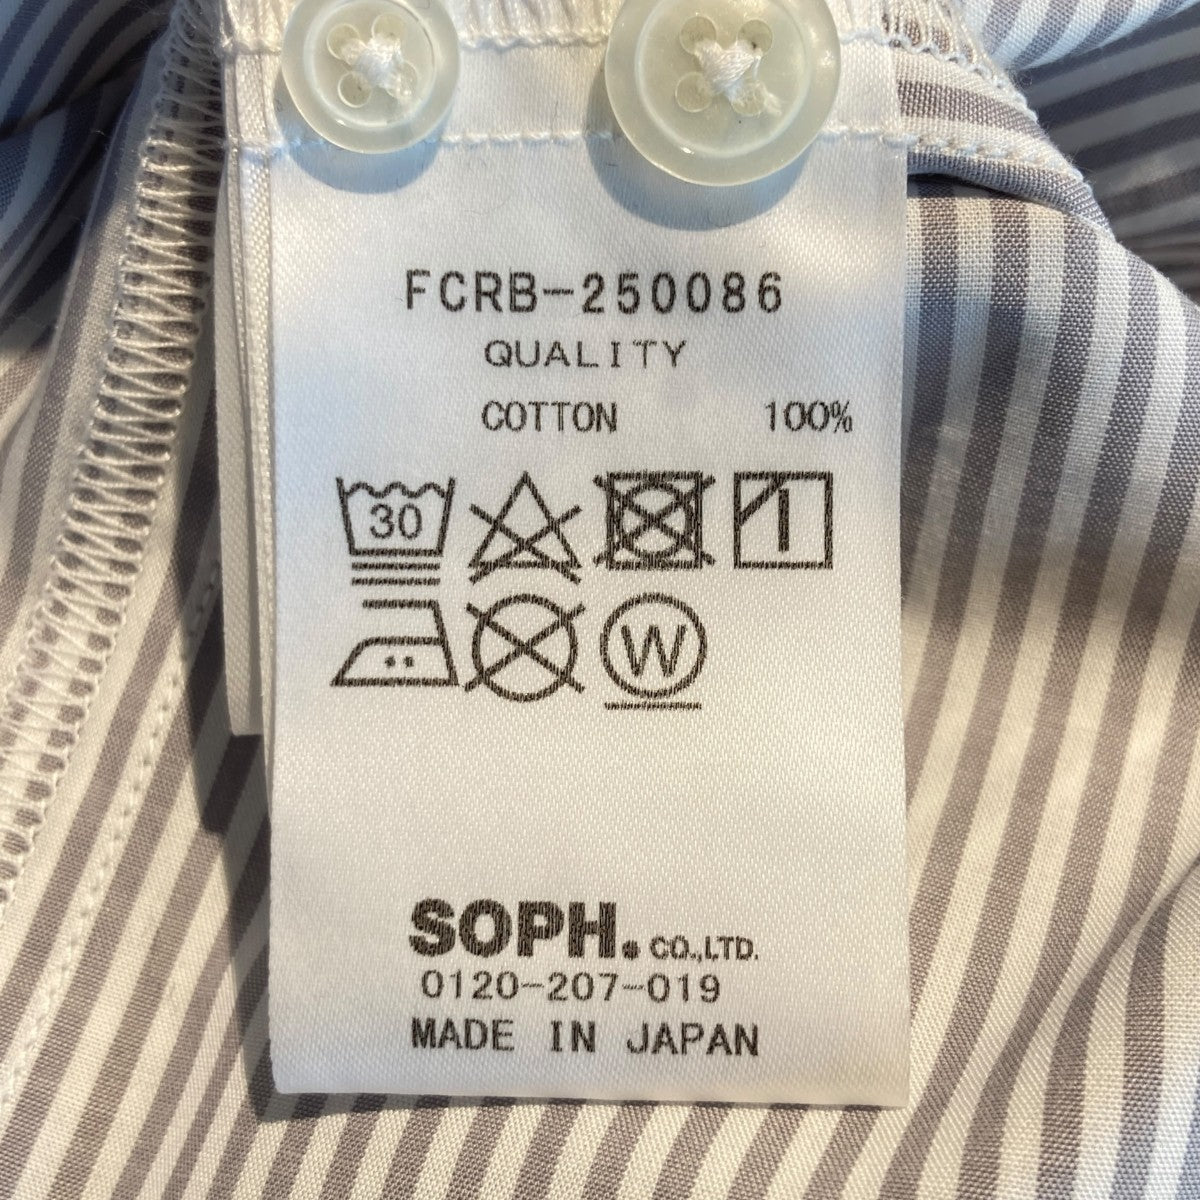 FCRB-250086
QUALITY
COTTON 100%
30
W
SOPH. CO.,LTD.
0120-207-019
MADE IN JAPAN